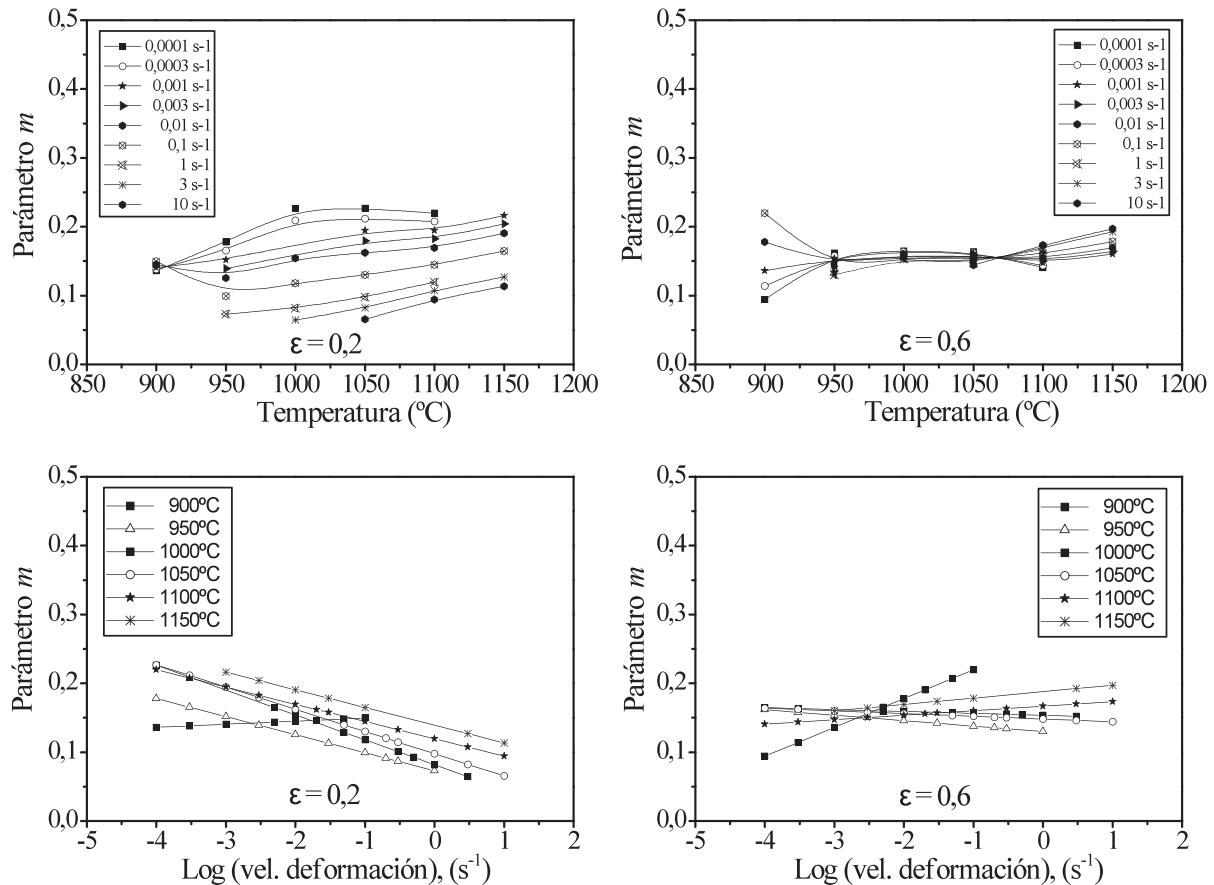 0,5
0,4
0,3
0,2
0,1
0,0
Parámetro m
0,0001 s-1
0,0003 s-1
0,001 s-1
0,003 s-1
0,01 s-1
0,1 s-1
1 s-1
3 s-1
10 s-1
ε = 0,2
850 900 950 1000 1050 1100 1150 1200
Temperatura (ºC)
0,5
0,4
0,3
0,2
0,1
0,0
Parámetro m
0,0001 s-1
0,0003 s-1
0,001 s-1
0,003 s-1
0,01 s-1
0,1 s-1
1 s-1
3 s-1
10 s-1
ε = 0,6
850 900 950 1000 1050 1100 1150 1200
Temperatura (ºC)
0,5
0,4
0,3
0,2
0,1
0,0
Parámetro m
900ºC
950ºC
1000ºC
1050ºC
1100ºC
1150ºC
ε = 0,2
-5 -4 -3 -2 -1 0 1 2
Log (vel. deformación), (s⁻¹)
0,5
0,4
0,3
0,2
0,1
0,0
Parámetro m
900ºC
950ºC
1000ºC
1050ºC
1100ºC
1150ºC
ε = 0,6
-5 -4 -3 -2 -1 0 1 2
Log (vel. deformación), (s⁻¹)